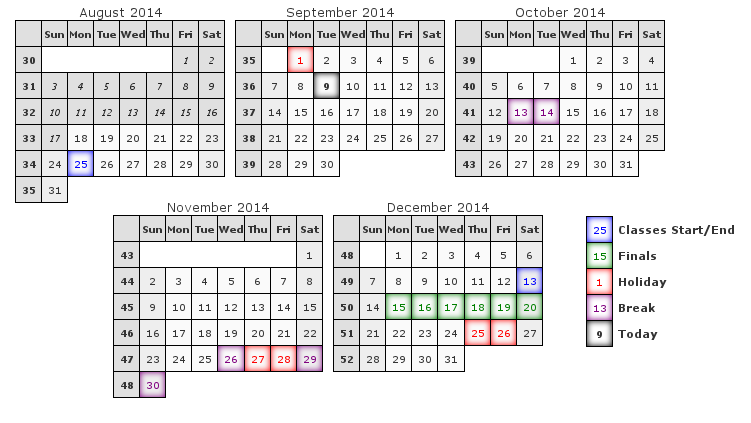 August 2014
Sun Mon Tue Wed Thu Fri Sat
30 1 2
31 3 4 5 6 7 8 9
32 10 11 12 13 14 15 16
33 17 18 19 20 21 22 23
34 24 25 26 27 28 29 30
35 31
September 2014
Sun Mon Tue Wed Thu Fri Sat
35 1 2 3 4 5 6
36 7 8 9 10 11 12 13
37 14 15 16 17 18 19 20
38 21 22 23 24 25 26 27
39 28 29 30
October 2014
Sun Mon Tue Wed Thu Fri Sat
39 1 2 3 4
40 5 6 7 8 9 10 11
41 12 13 14 15 16 17 18
42 19 20 21 22 23 24 25
43 26 27 28 29 30 31
November 2014
Sun Mon Tue Wed Thu Fri Sat
43 1
44 2 3 4 5 6 7 8
45 9 10 11 12 13 14 15
46 16 17 18 19 20 21 22
47 23 24 25 26 27 28 29
48 30
December 2014
Sun Mon Tue Wed Thu Fri Sat
48 1 2 3 4 5 6
49 7 8 9 10 11 12 13
50 14 15 16 17 18 19 20
51 21 22 23 24 25 26 27
52 28 29 30 31
25 Classes Start/End
15 Finals
1 Holiday
13 Break
9 Today